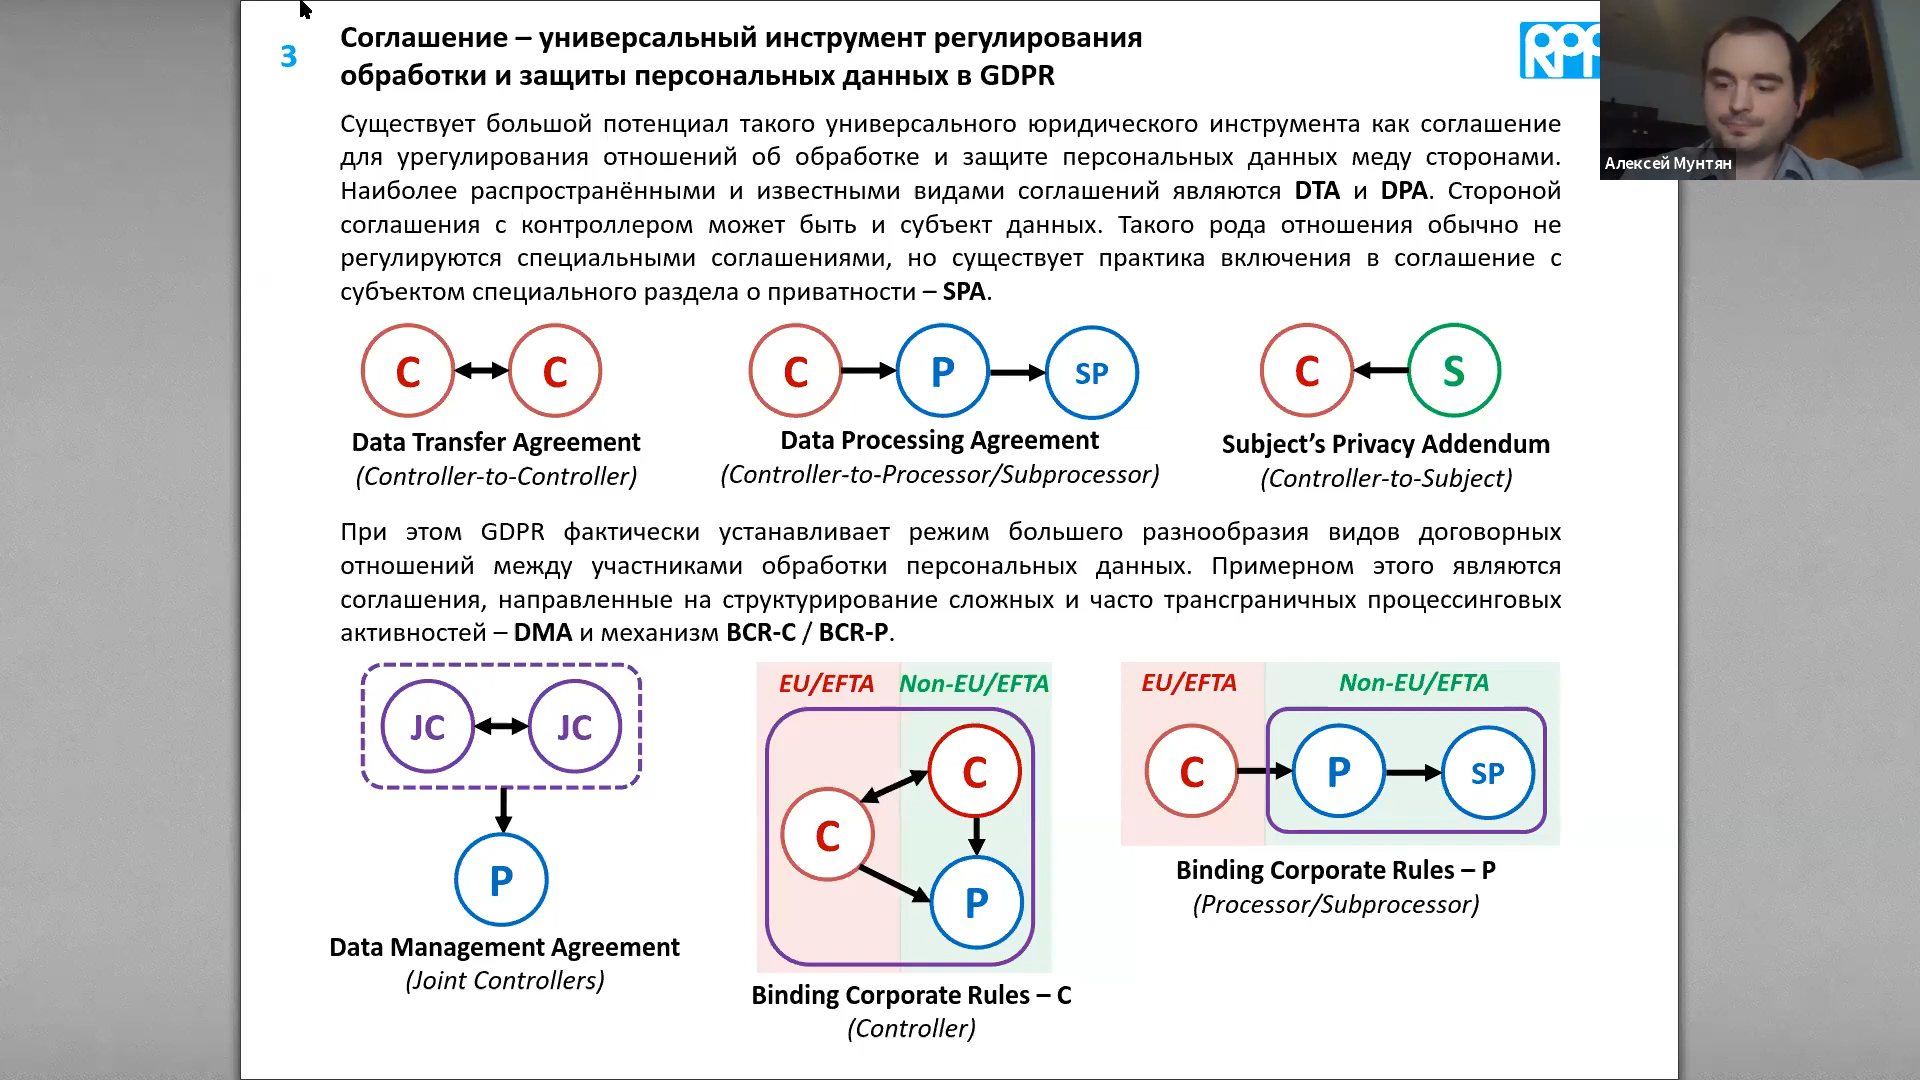 3
Соглашение – универсальный инструмент регулирования
обработки и защиты персональных данных в GDPR
Алексей Мунтян
Существует большой потенциал такого универсального юридического инструмента как соглашение
для урегулирования отношений об обработке и защите персональных данных меду сторонами.
Наиболее распространёнными и известными видами соглашений являются DTA и DPA. Стороной
соглашения с контроллером может быть и субъект данных. Такого рода отношения обычно не
регулируются специальными соглашениями, но существует практика включения в соглашение с
субъектом специального раздела о приватности – SPA.
C C
Data Transfer Agreement
(Controller-to-Controller)
C P SP
Data Processing Agreement
(Controller-to-Processor/Subprocessor)
C S
Subject’s Privacy Addendum
(Controller-to-Subject)
При этом GDPR фактически устанавливает режим большего разнообразия видов договорных
отношений между участниками обработки персональных данных. Примерном этого являются
соглашения, направленные на структурирование сложных и часто трансграничных процессинговых
активностей – DMA и механизм BCR-C / BCR-P.
JC JC
P
Data Management Agreement
(Joint Controllers)
EU/EFTA Non-EU/EFTA
C
C
P
Binding Corporate Rules – C
(Controller)
EU/EFTA Non-EU/EFTA
C P SP
Binding Corporate Rules – P
(Processor/Subprocessor)